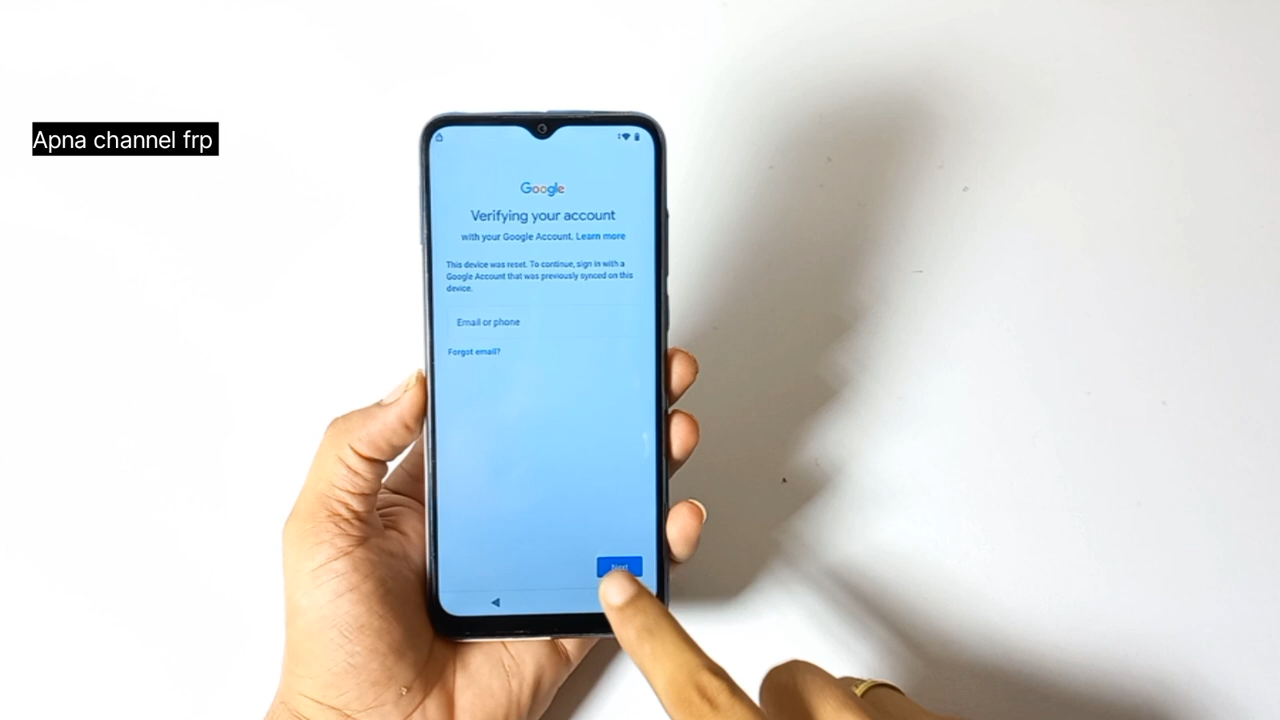 Apna channel frp
Google
Verifying your account
with your Google Account. Learn more
This device was reset. To continue, sign in with a
Google Account that was previously synced on this
device.
Email or phone
Forgot email?
Next